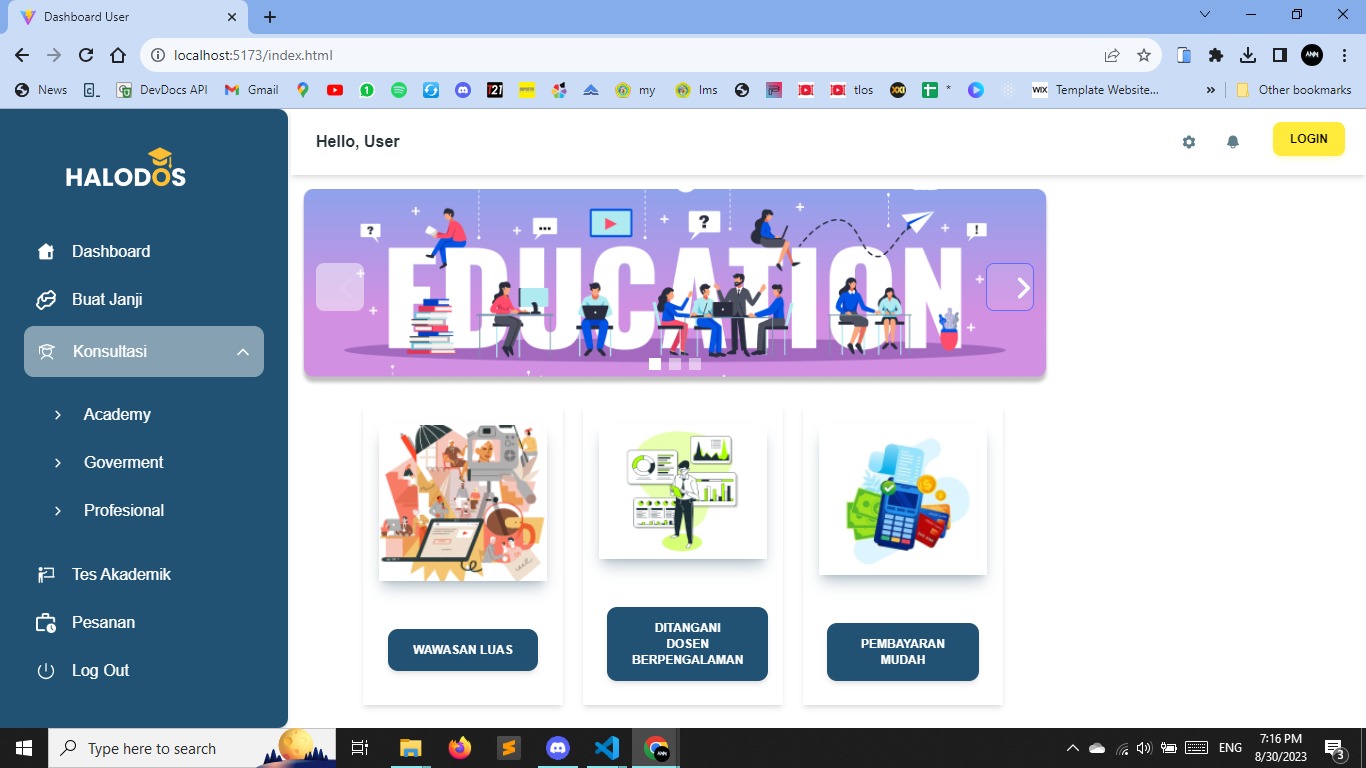 Dashboard User
localhost:5173/index.html
News
DevDocs API
Gmail
my
lms
tlos
*
WIX
Template Website...
»
Other bookmarks
HALODOS
Hello, User
LOGIN
Dashboard
Buat Janji
Konsultasi
Academy
Goverment
Profesional
Tes Akademik
Pesanan
Log Out
?
...
?
!
EDUCATION
WAWASAN LUAS
DITANGANI
DOSEN
BERPENGALAMAN
PEMBAYARAN
MUDAH
Type here to search
ENG
7:16 PM
8/30/2023
3